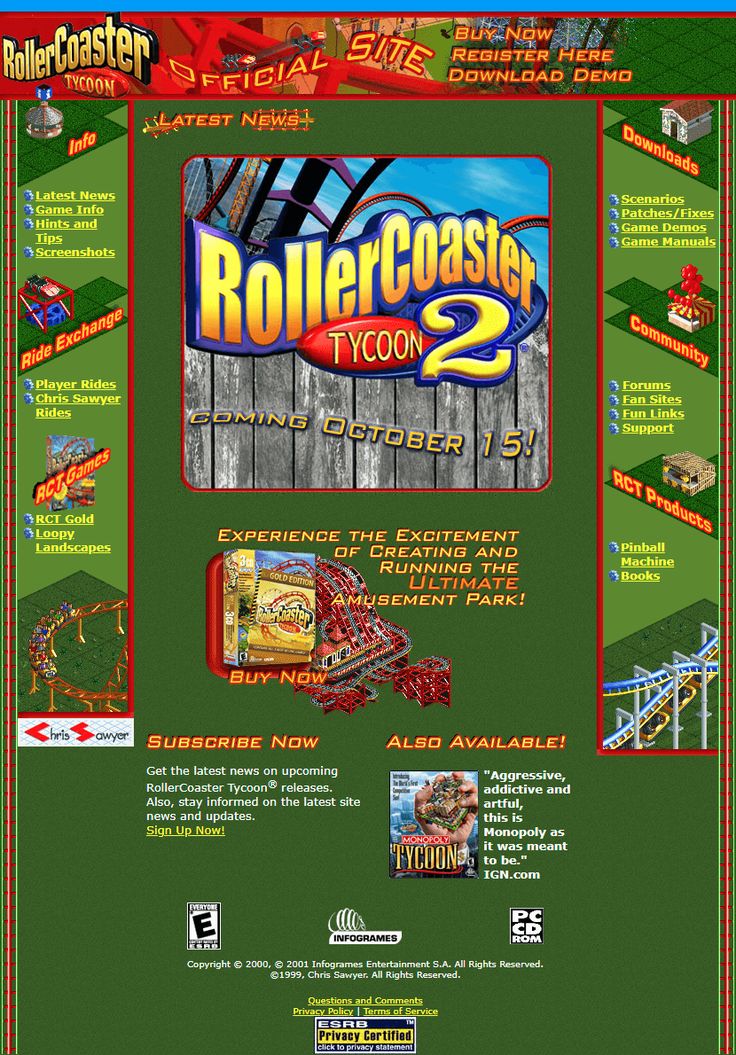 RollerCoaster
TYCOON
OFFICIAL SITE
BUY NOW
REGISTER HERE
DOWNLOAD DEMO
Info
Latest News
Game Info
Hints and
Tips
Screenshots
Ride Exchange
Player Rides
Chris Sawyer
Rides
RCT Games
RCT Gold
Loopy
Landscapes
Chris Sawyer
LATEST NEWS
RollerCoaster
TYCOON 2®
COMING OCTOBER 15!
EXPERIENCE THE EXCITEMENT
OF CREATING AND
RUNNING THE
ULTIMATE
AMUSEMENT PARK!
3CD
GOLD EDITION
RollerCoaster
TYCOON
BUY NOW
SUBSCRIBE NOW
Get the latest news on upcoming
RollerCoaster Tycoon® releases.
Also, stay informed on the latest site
news and updates.
Sign Up Now!
ALSO AVAILABLE!
MONOPOLY
TYCOON
"Aggressive,
addictive and
artful,
this is
Monopoly as
it was meant
to be."
IGN.com
Downloads
Scenarios
Patches/Fixes
Game Demos
Game Manuals
Community
Forums
Fan Sites
Fun Links
Support
RCT Products
Pinball
Machine
Books
EVERYONE
E
ESRB
INFOGRAMES
PC
CD
ROM
Copyright © 2000, © 2001 Infogrames Entertainment S.A. All Rights Reserved.
©1999, Chris Sawyer. All Rights Reserved.
Questions and Comments
Privacy Policy | Terms of Service
ESRB ™
Privacy Certified
click to privacy statement